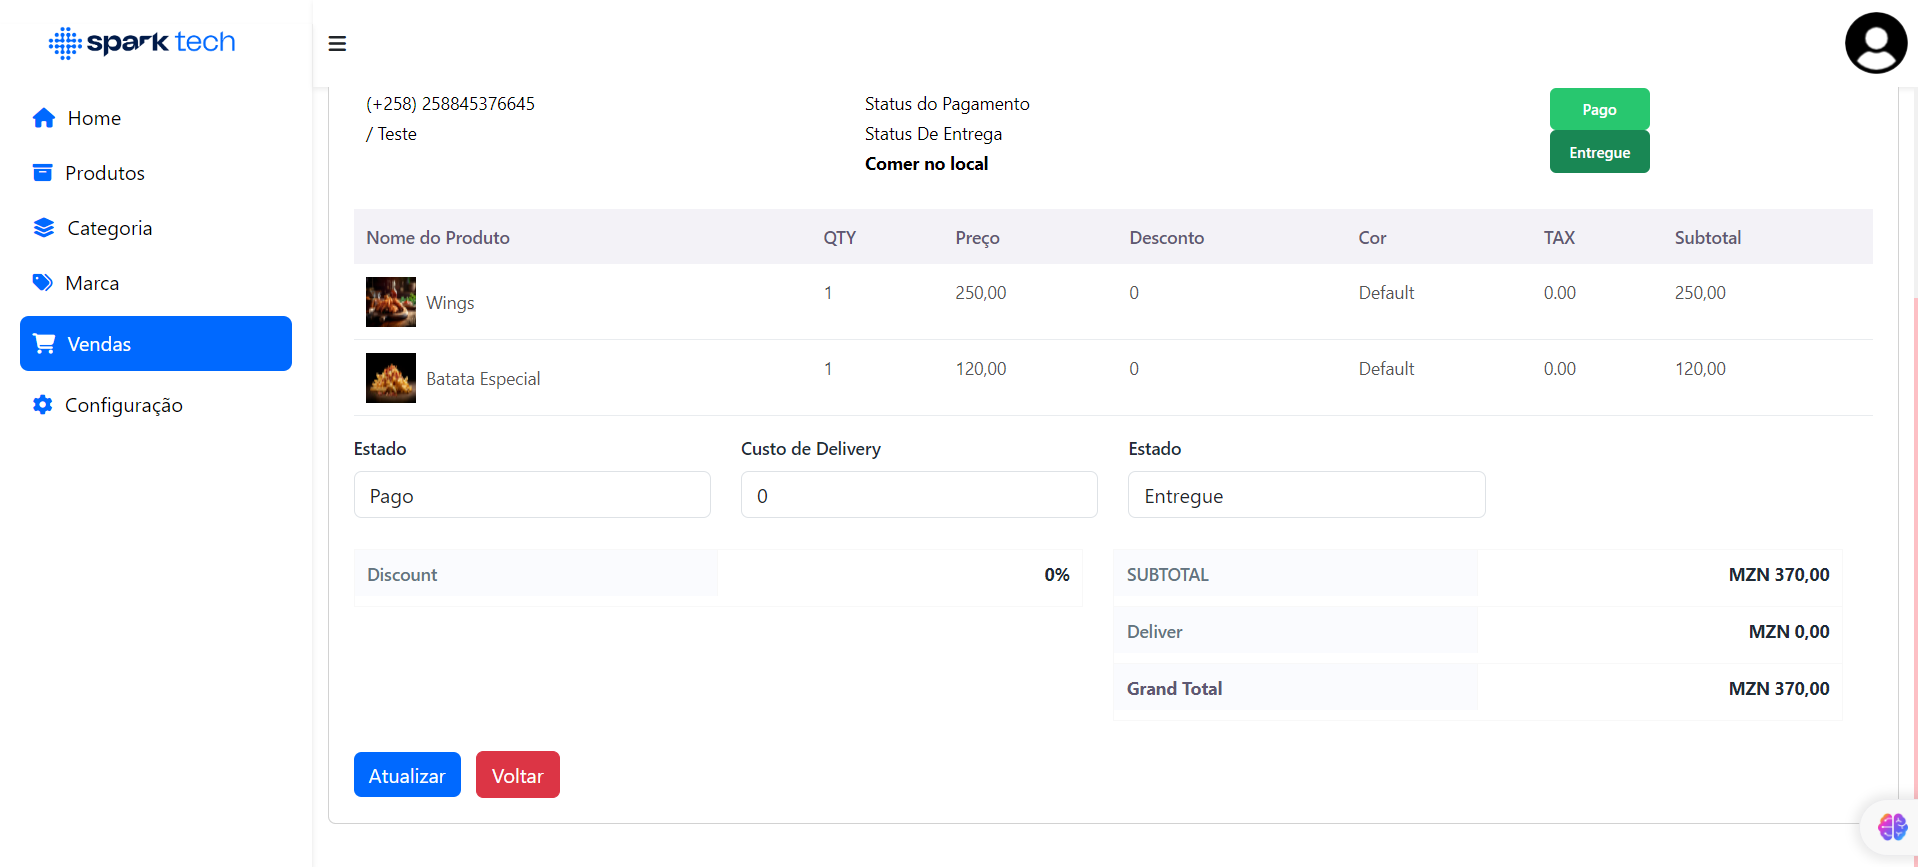 spark tech
Home
Produtos
Categoria
Marca
Vendas
Configuração
(+258) 258845376645
/ Teste
Status do Pagamento
Status De Entrega
Comer no local
Pago
Entregue
Nome do Produto QTY Preço Desconto Cor TAX Subtotal
Wings 1 250,00 0 Default 0.00 250,00
Batata Especial 1 120,00 0 Default 0.00 120,00
Estado Custo de Delivery Estado
Pago 0 Entregue
Discount 0%
SUBTOTAL MZN 370,00
Deliver MZN 0,00
Grand Total MZN 370,00
Atualizar Voltar